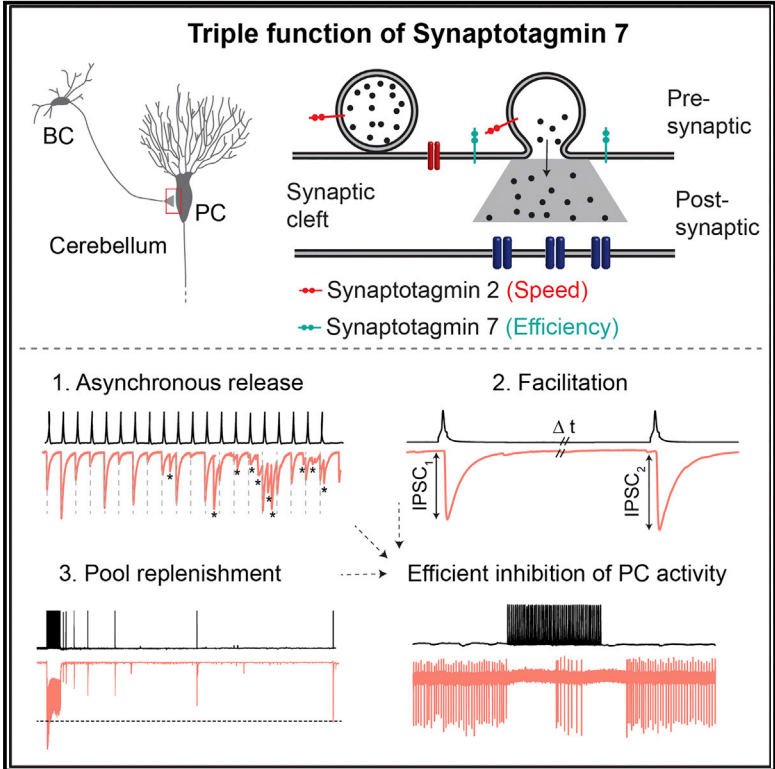 Triple function of Synaptotagmin 7
BC
PC
Cerebellum
Pre-
synaptic
Synaptic
cleft
Post-
synaptic
Synaptotagmin 2 (Speed)
Synaptotagmin 7 (Efficiency)
1. Asynchronous release
* * * * * * * * * *
2. Facilitation
Δ t
IPSC1
IPSC2
3. Pool replenishment
Efficient inhibition of PC activity